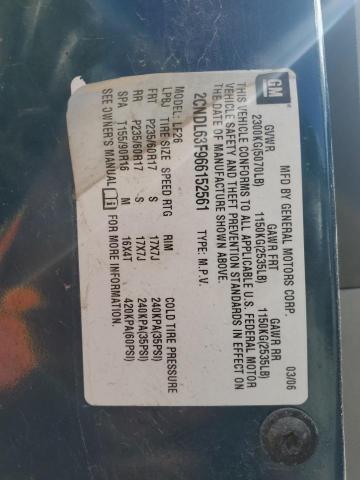 GM
MFD BY GENERAL MOTORS CORP. 03/06
GVWR GAWR FRT GAWR RR
2300KG(5070LB) 1150KG(2535LB) 1150KG(2535LB)
THIS VEHICLE CONFORMS TO ALL APPLICABLE U.S. FEDERAL MOTOR
VEHICLE SAFETY AND THEFT PREVENTION STANDARDS IN EFFECT ON
THE DATE OF MANUFACTURE SHOWN ABOVE.
2CNDL63F966152561 TYPE: M.P.V.
MODEL: LF26
LPBJ TIRE SIZE SPEED RTG RIM COLD TIRE PRESSURE
FRT P235/60R17 S 17X7J 240KPA(35PSI)
RR P235/60R17 S 17X7J 240KPA(35PSI)
SPA T155/90R16 M 16X4T 420KPA(60PSI)
SEE OWNER'S MANUAL FOR MORE INFORMATION.